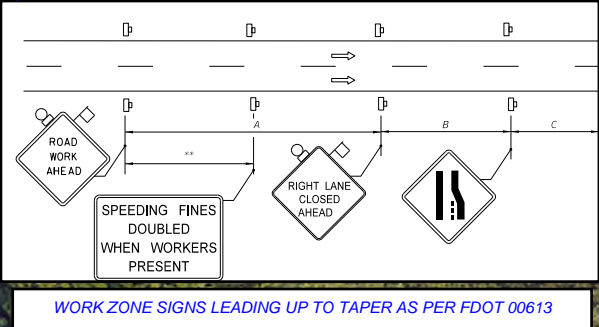 A
B
C
**
ROAD
WORK
AHEAD
SPEEDING FINES
DOUBLED
WHEN WORKERS
PRESENT
RIGHT LANE
CLOSED
AHEAD
WORK ZONE SIGNS LEADING UP TO TAPER AS PER FDOT 00613